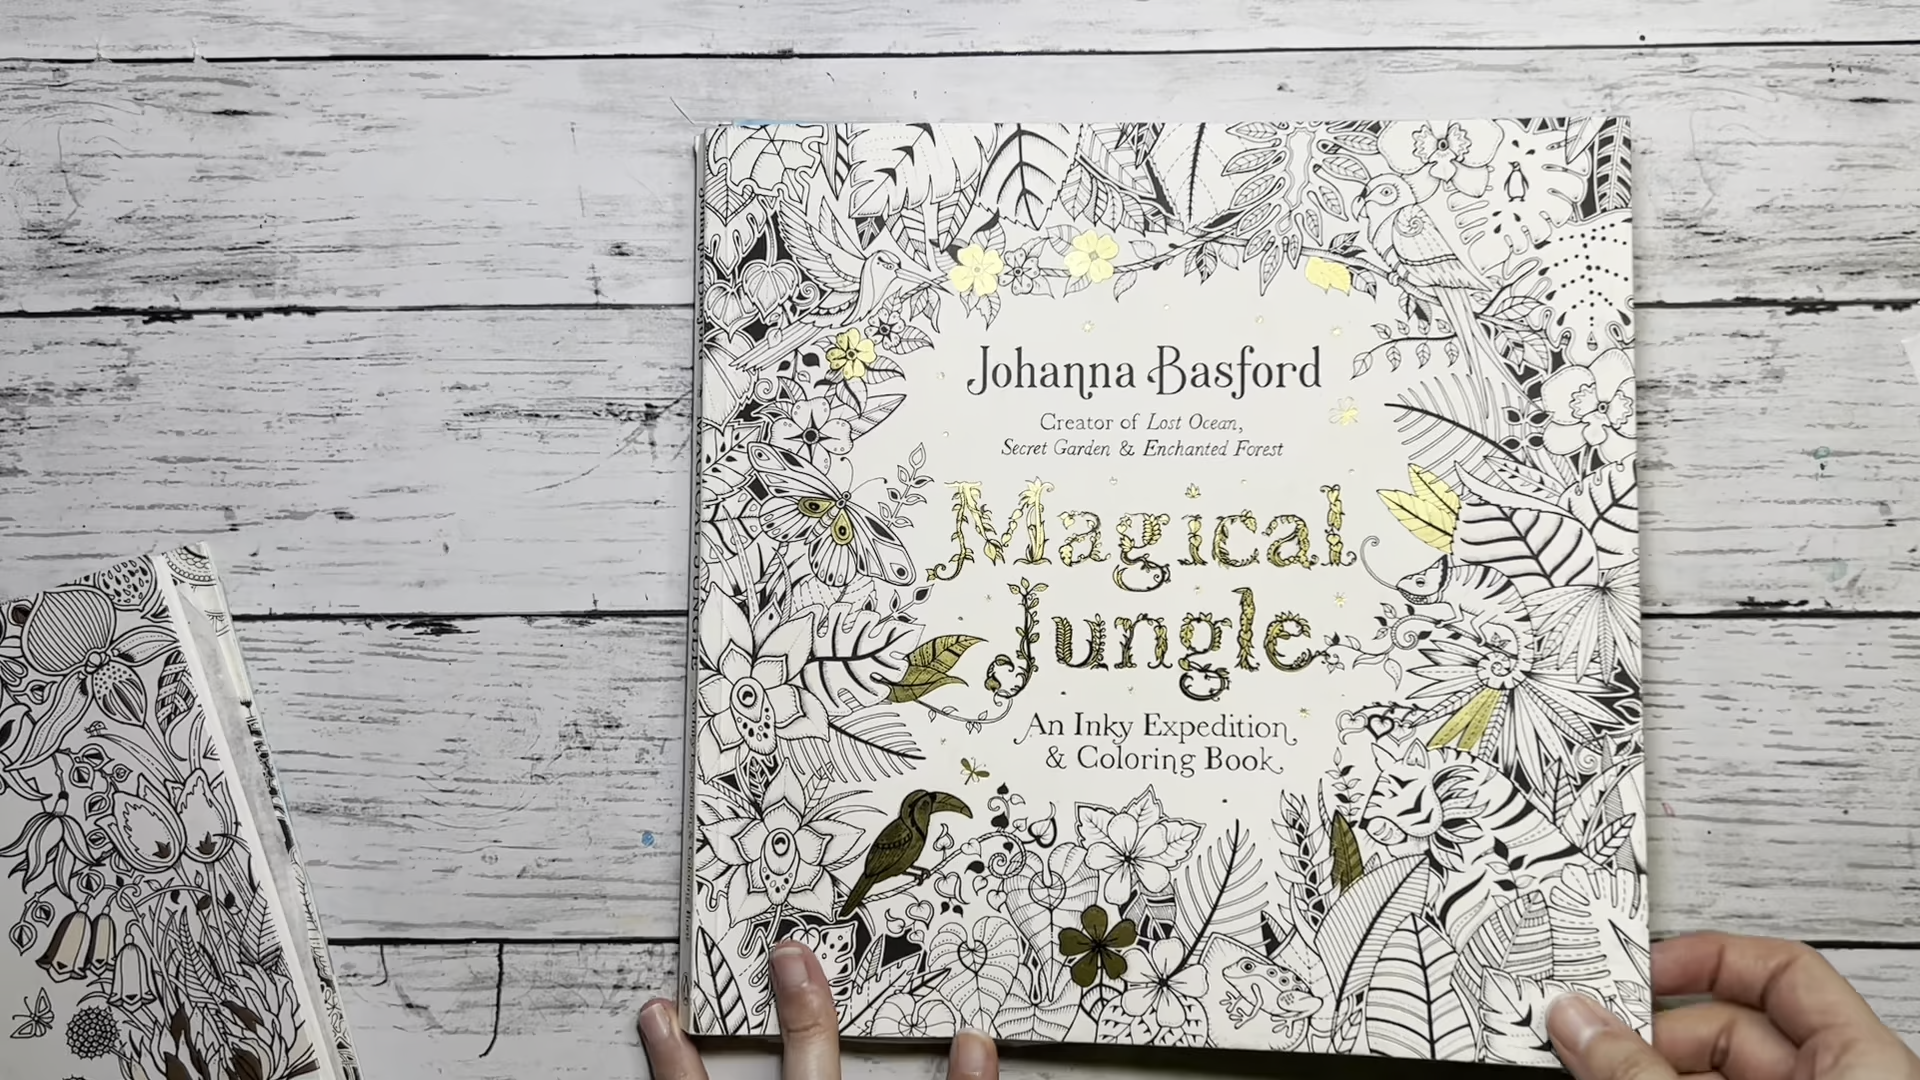 Johanna Basford
Creator of Lost Ocean,
Secret Garden & Enchanted Forest
Magical
Jungle
An Inky Expedition
& Coloring Book